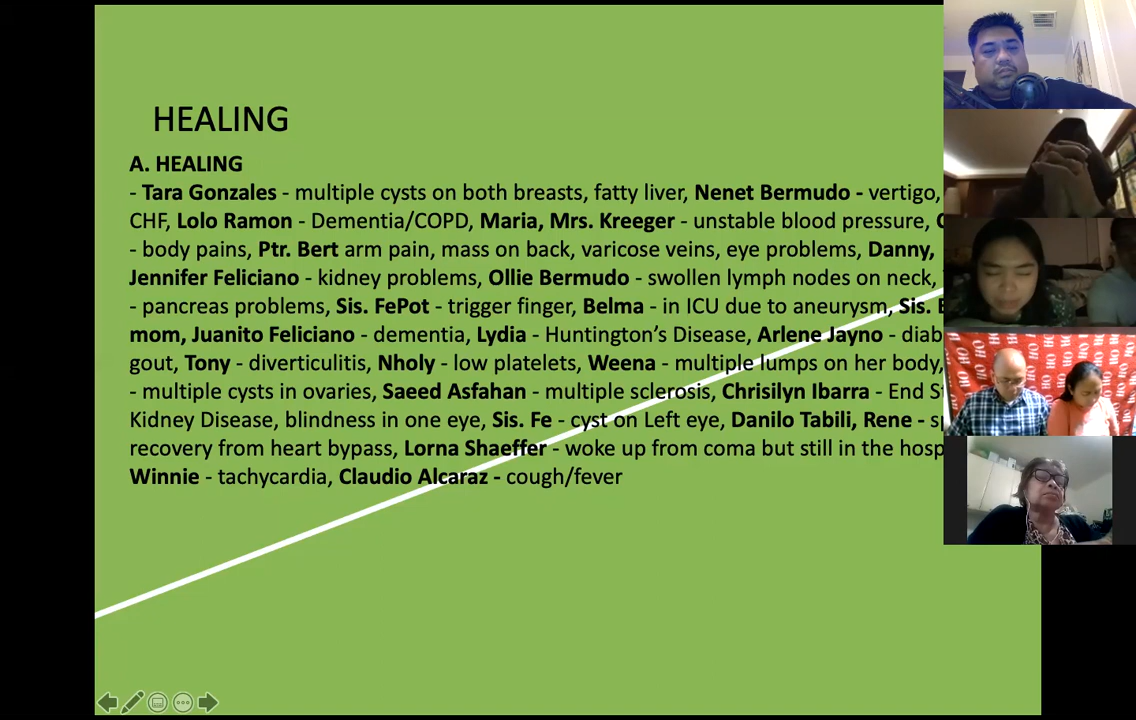 HEALING
A. HEALING
- Tara Gonzales - multiple cysts on both breasts, fatty liver, Nenet Bermudo - vertigo,
CHF, Lolo Ramon - Dementia/COPD, Maria, Mrs. Kreeger - unstable blood pressure,
- body pains, Ptr. Bert arm pain, mass on back, varicose veins, eye problems, Danny,
Jennifer Feliciano - kidney problems, Ollie Bermudo - swollen lymph nodes on neck,
- pancreas problems, Sis. FePot - trigger finger, Belma - in ICU due to aneurysm, Sis.
mom, Juanito Feliciano - dementia, Lydia - Huntington's Disease, Arlene Jayno -
gout, Tony - diverticulitis, Nholy - low platelets, Weena - multiple lumps on her body,
- multiple cysts in ovaries, Saeed Asfahan - multiple sclerosis, Chrisilyn Ibarra - End
Kidney Disease, blindness in one eye, Sis. Fe - cyst on Left eye, Danilo Tabili, Rene -
recovery from heart bypass, Lorna Shaeffer - woke up from coma but still in the
Winnie - tachycardia, Claudio Alcaraz - cough/fever
HO HO HO